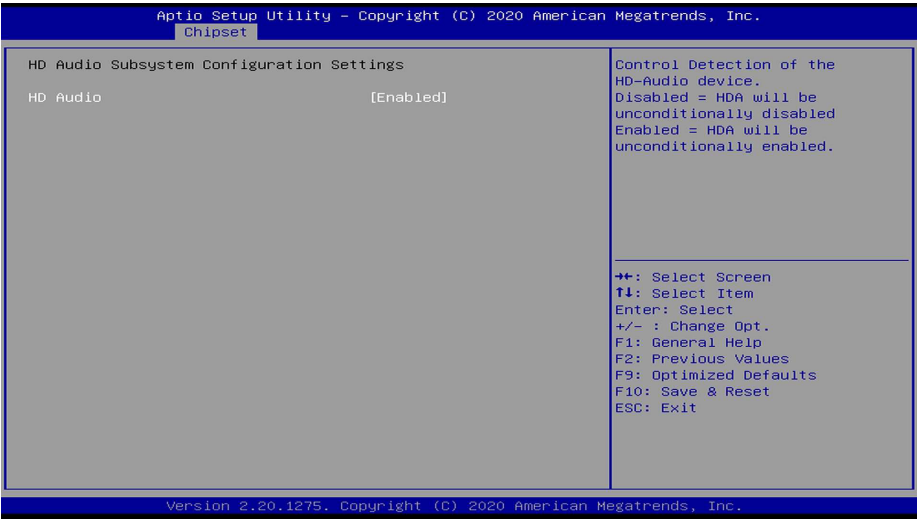 Aptio Setup Utility – Copyright (C) 2020 American Megatrends, Inc.
Chipset
HD Audio Subsystem Configuration Settings
HD Audio [Enabled]
Control Detection of the
HD-Audio device.
Disabled = HDA will be
unconditionally disabled
Enabled = HDA will be
unconditionally enabled.
→←: Select Screen
↑↓: Select Item
Enter: Select
+/- : Change Opt.
F1: General Help
F2: Previous Values
F9: Optimized Defaults
F10: Save & Reset
ESC: Exit
Version 2.20.1275. Copyright (C) 2020 American Megatrends, Inc.